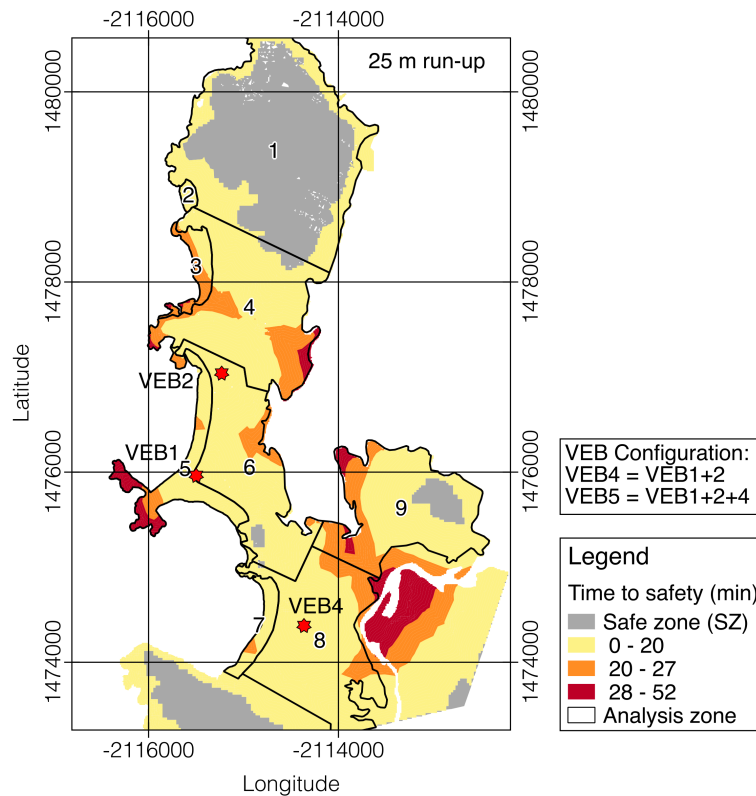 -2116000
-2114000
25 m run-up
1480000
1480000
1
2
3
1478000
1478000
4
VEB2
Latitude
VEB1
5
6
1476000
1476000
9
VEB Configuration:
VEB4 = VEB1+2
VEB5 = VEB1+2+4
Legend
Time to safety (min)
Safe zone (SZ)
0 - 20
20 - 27
28 - 52
Analysis zone
VEB4
7
8
1474000
1474000
-2116000
-2114000
Longitude